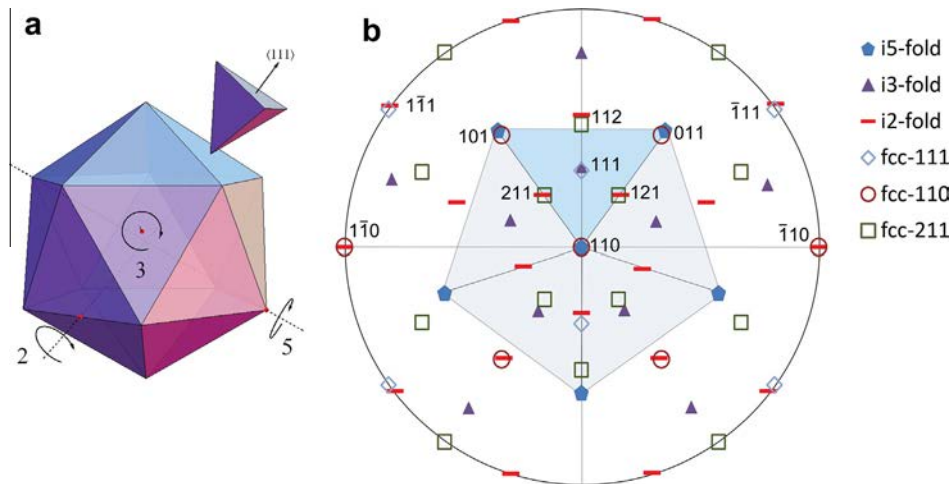 a
⟨111⟩
3
2
5
b
1̄1̄1
112
1̄11
101
011
111
211
121
11̄0
110
1̄10
i5-fold
i3-fold
i2-fold
fcc-111
fcc-110
fcc-211